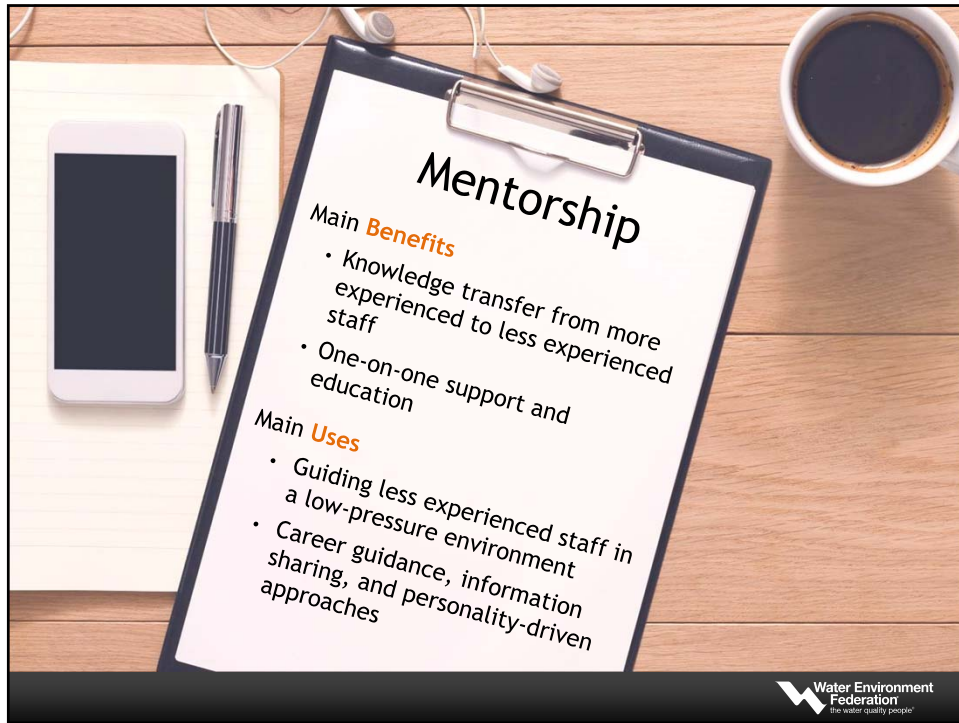 Mentorship
Main Benefits
• Knowledge transfer from more
experienced to less experienced
staff
• One-on-one support and
education
Main Uses
• Guiding less experienced staff in
a low-pressure environment
• Career guidance, information
sharing, and personality-driven
approaches
Water Environment
Federation
the water quality people®